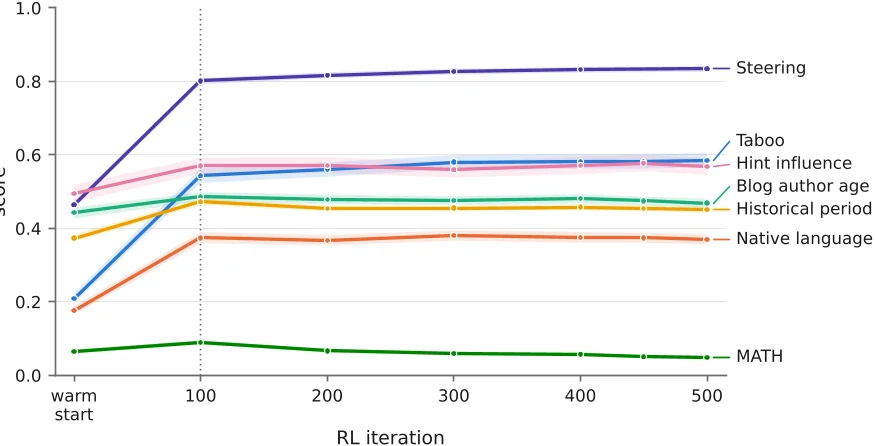 1.0
0.8
0.6
0.4
0.2
0.0
score
Steering
Taboo
Hint influence
Blog author age
Historical period
Native language
MATH
warm
start
100
200
300
400
500
RL iteration